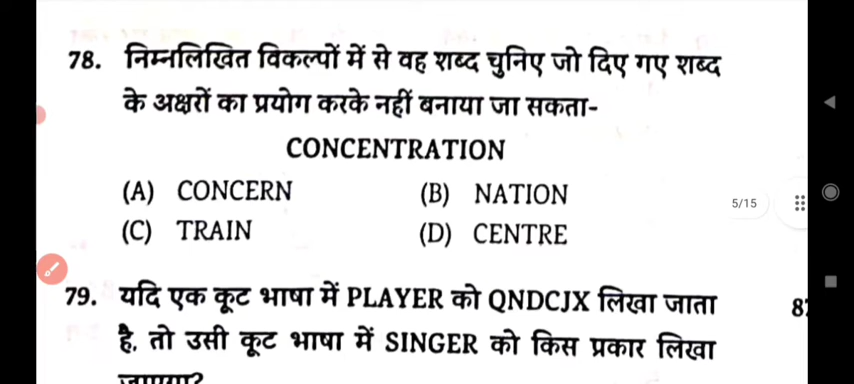 78. निम्नलिखित विकल्पों में से वह शब्द चुनिए जो दिए गए शब्द
के अक्षरों का प्रयोग करके नहीं बनाया जा सकता-
CONCENTRATION
(A) CONCERN (B) NATION
(C) TRAIN (D) CENTRE
5/15
79. यदि एक कूट भाषा में PLAYER को QNDCJX लिखा जाता
है, तो उसी कूट भाषा में SINGER को किस प्रकार लिखा
जाएगा?